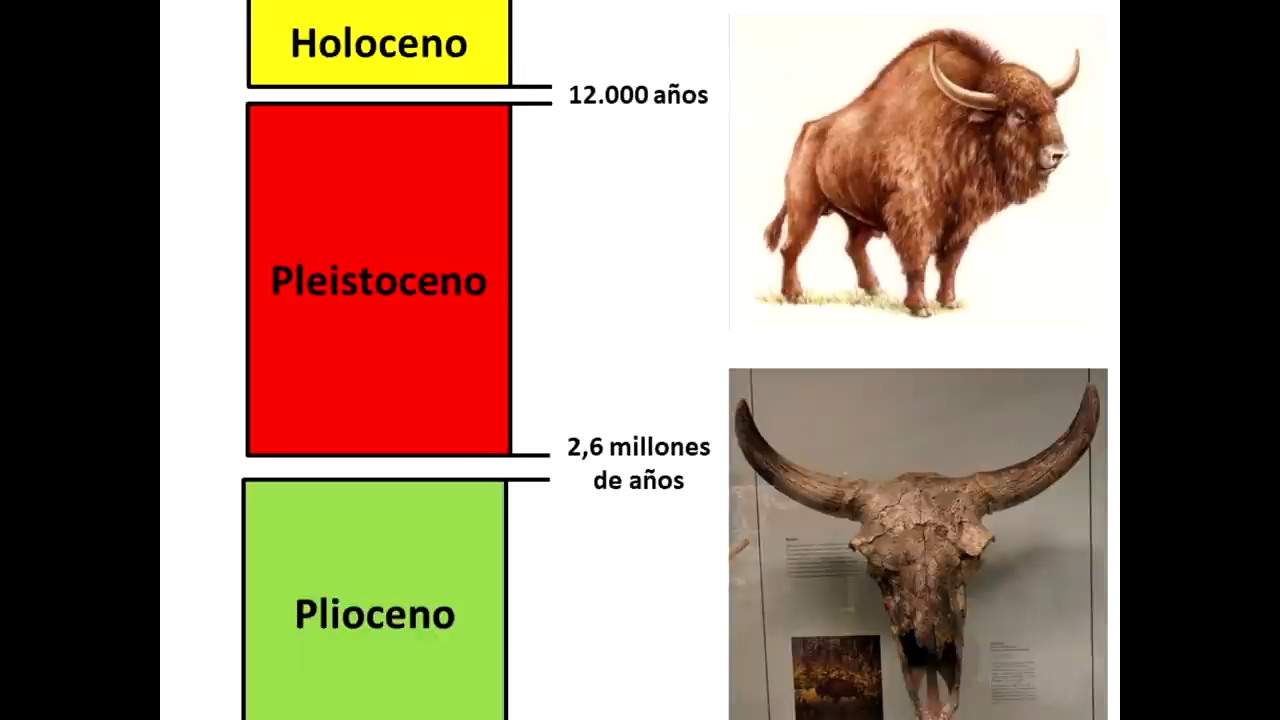 Holoceno
12.000 años
Pleistoceno
2,6 millones
de años
Plioceno